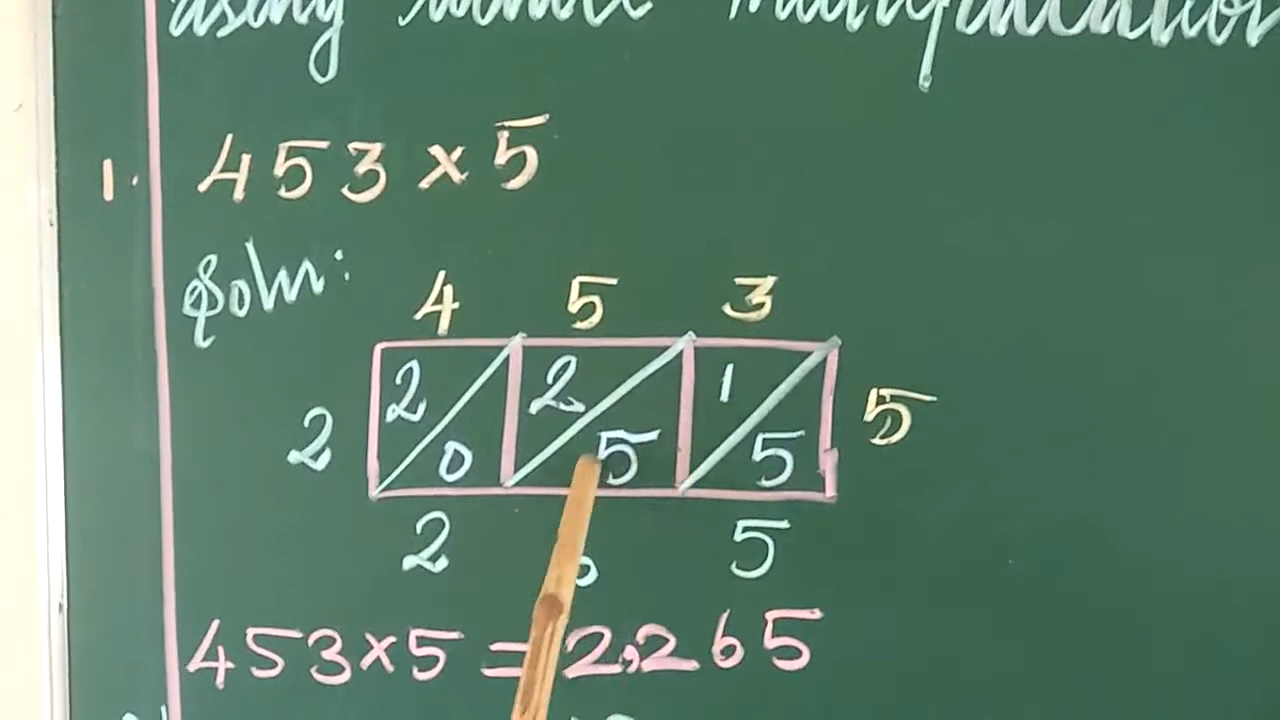 using lattice multiplication
1. 453 × 5
Soln:
4 5 3
2 2 1
2 5
0 5 5
2 5
453 × 5 = 2,265